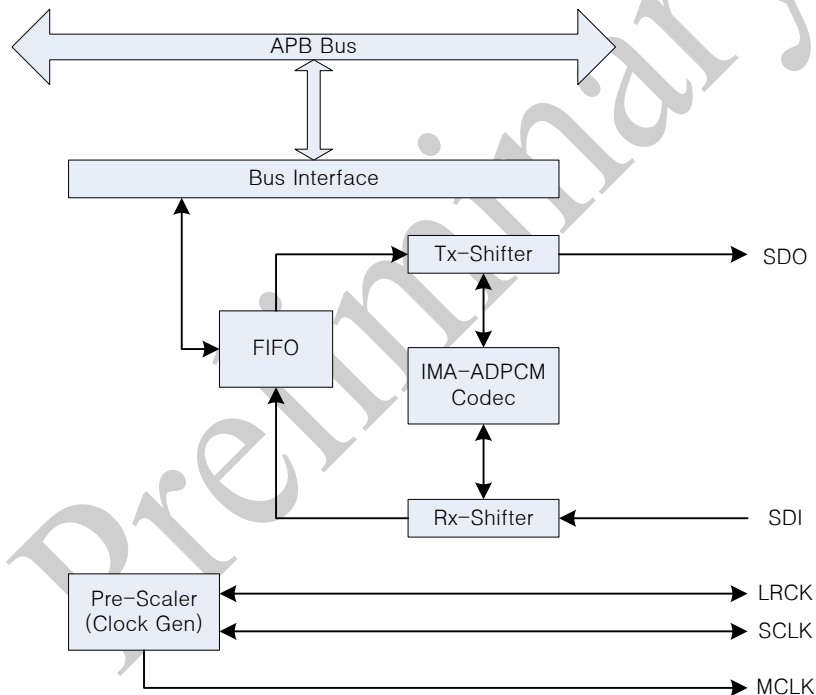 APB Bus
Bus Interface
Tx-Shifter
SDO
FIFO
IMA-ADPCM
Codec
Rx-Shifter
SDI
Pre-Scaler
(Clock Gen)
LRCK
SCLK
MCLK
Preliminary